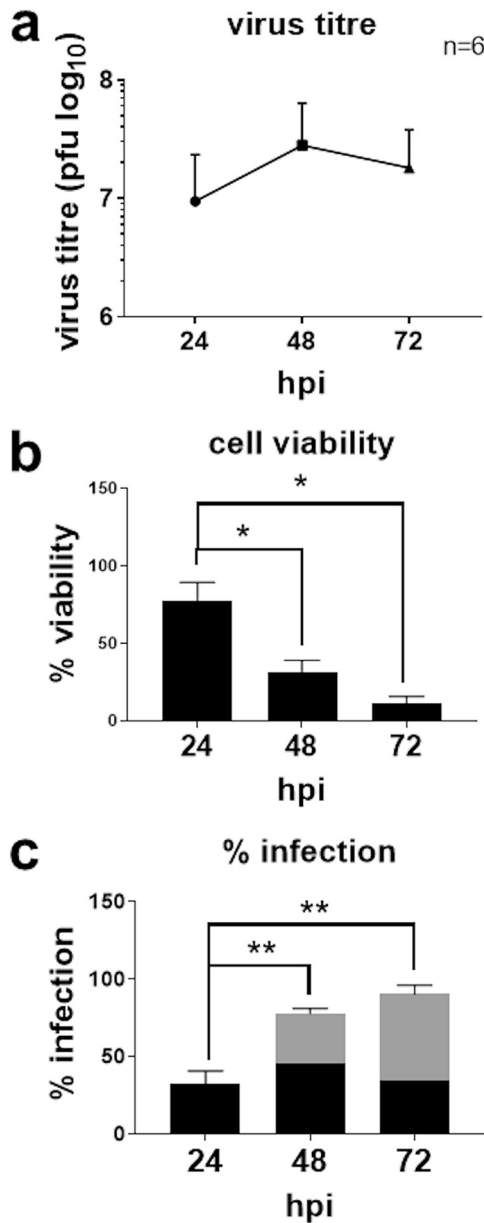 a
virus titre
n=6
virus titre (pfu log10)
8
7
6
24 48 72
hpi
b
cell viability
% viability
150
100
50
0
*
*
24 48 72
hpi
c
% infection
% infection
150
100
50
0
**
**
24 48 72
hpi